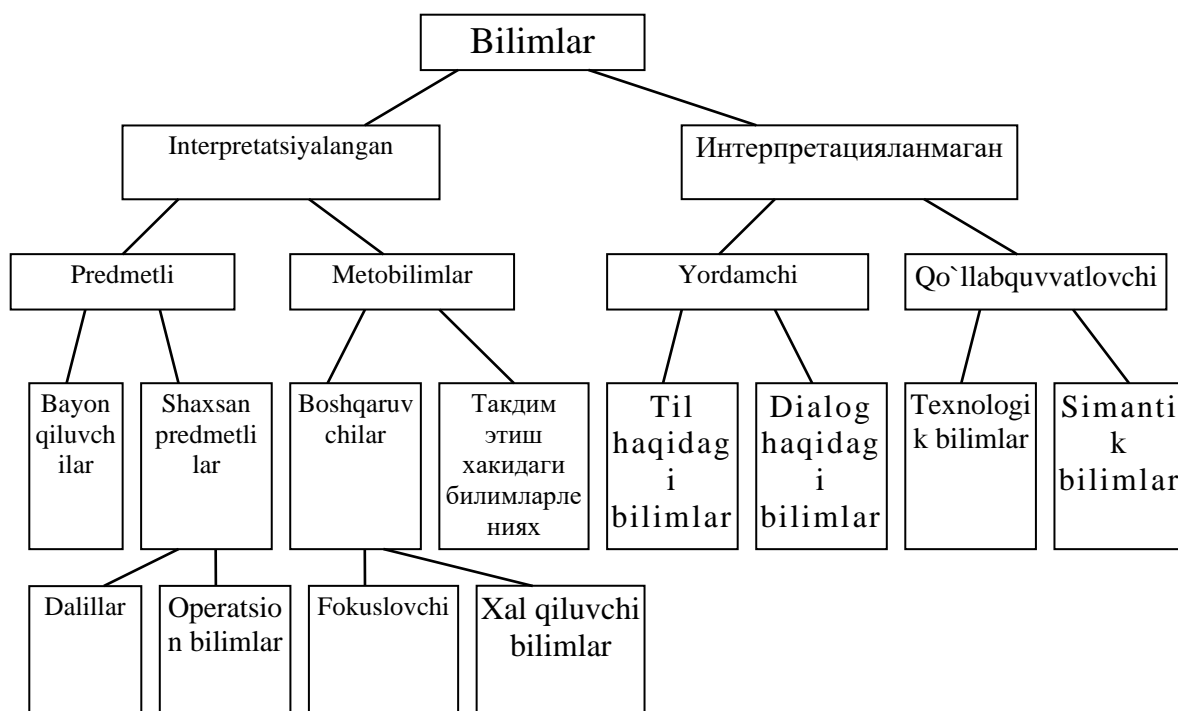 Bilimlar
Interpretatsiyalangan
Интерпретацияланмаган
Predmetli
Metobilimlar
Yordamchi
Qo`llabquvvatlovchi
Bayon
qiluvch
ilar
Shaxsan
predmetli
lar
Boshqaruv
chilar
Такдим
этиш
хакидаги
билимларле
ниях
Til
haqidag
i
bilimlar
Dialog
haqidag
i
bilimlar
Texnologi
k bilimlar
Simanti
k
bilimlar
Dalillar
Operatsio
n bilimlar
Fokuslovchi
Xal qiluvchi
bilimlar